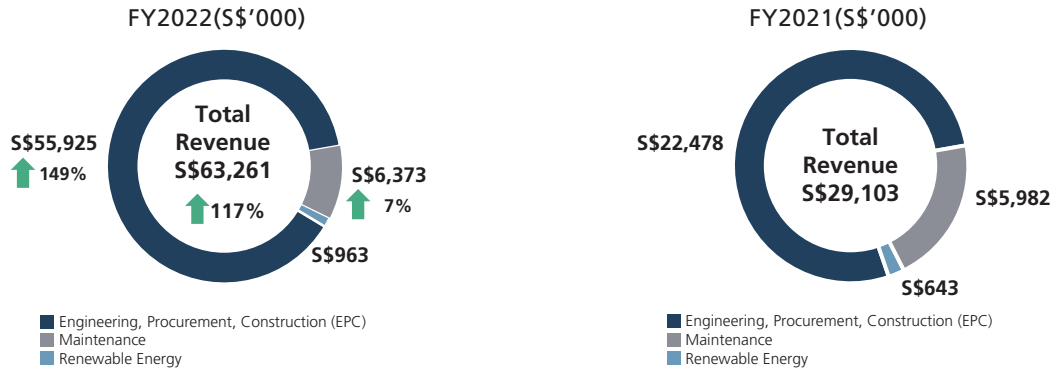 FY2022(S$'000)
Total
Revenue
S$63,261
117%
S$55,925
149%
S$6,373
7%
S$963
Engineering, Procurement, Construction (EPC)
Maintenance
Renewable Energy
FY2021(S$'000)
Total
Revenue
S$29,103
S$22,478
S$5,982
S$643
Engineering, Procurement, Construction (EPC)
Maintenance
Renewable Energy